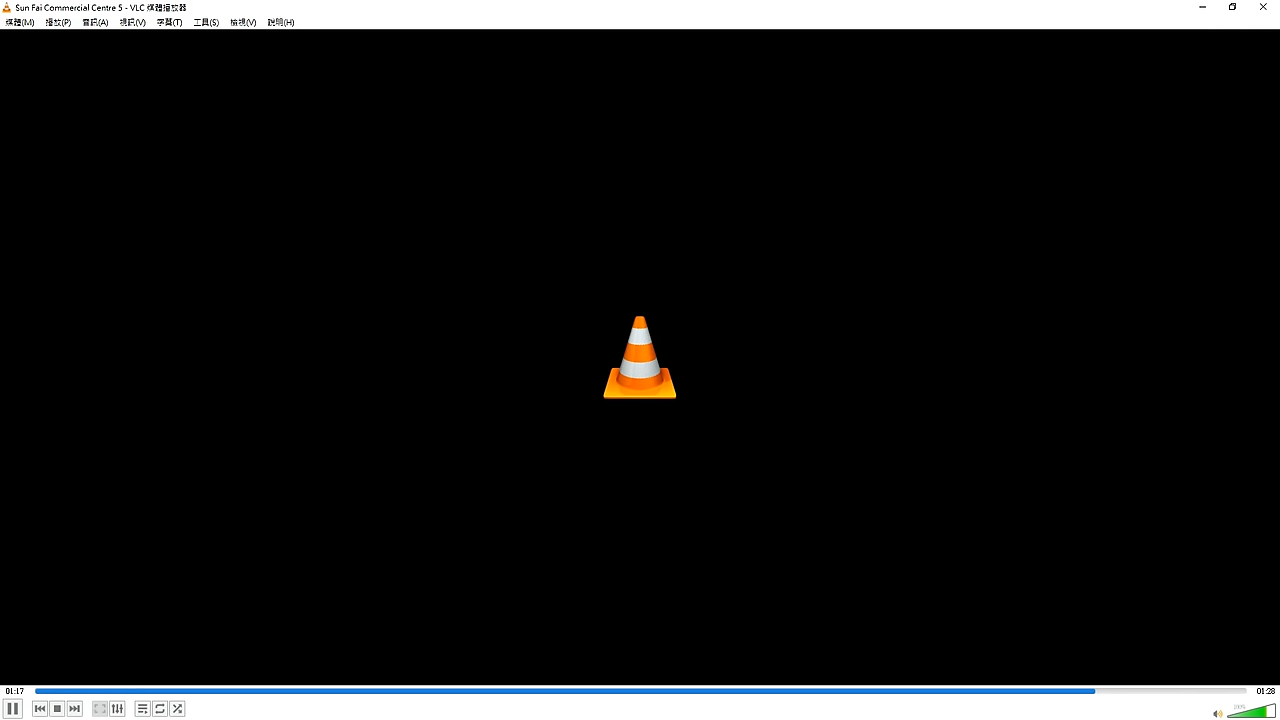 Sun Fai Commercial Centre 5 - VLC 媒體播放器
媒體(M) 播放(P) 音訊(A) 視訊(V) 字幕(T) 工具(S) 檢視(V) 說明(H)
01:17 01:28
100%